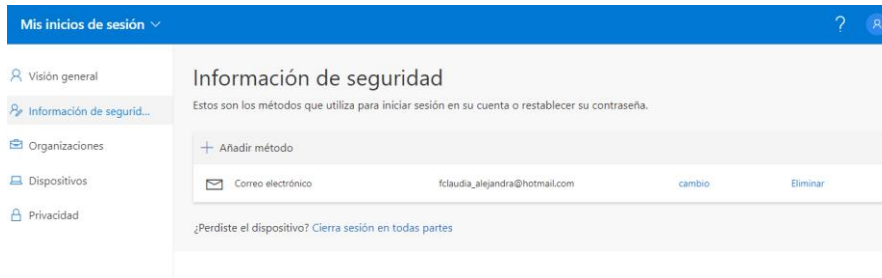 Mis inicios de sesión
?
Visión general
Información de segurid...
Organizaciones
Dispositivos
Privacidad
Información de seguridad
Estos son los métodos que utiliza para iniciar sesión en su cuenta o restablecer su contraseña.
+ Añadir método
Correo electrónico fclaudia_alejandra@hotmail.com cambio Eliminar
¿Perdiste el dispositivo? Cierra sesión en todas partes